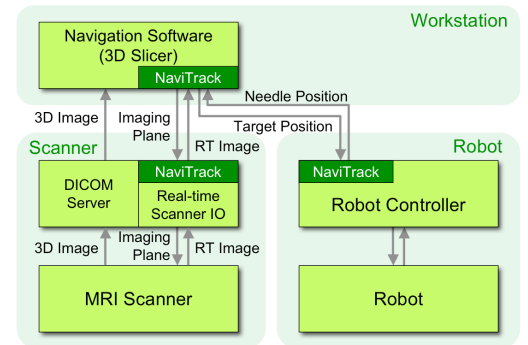 Workstation
Navigation Software
(3D Slicer)
NaviTrack
Needle Position
3D Image
Imaging
Plane
RT Image
Target Position
Scanner
Robot
DICOM
Server
NaviTrack
Real-time
Scanner IO
NaviTrack
Robot Controller
3D Image
Imaging
Plane
RT Image
MRI Scanner
Robot